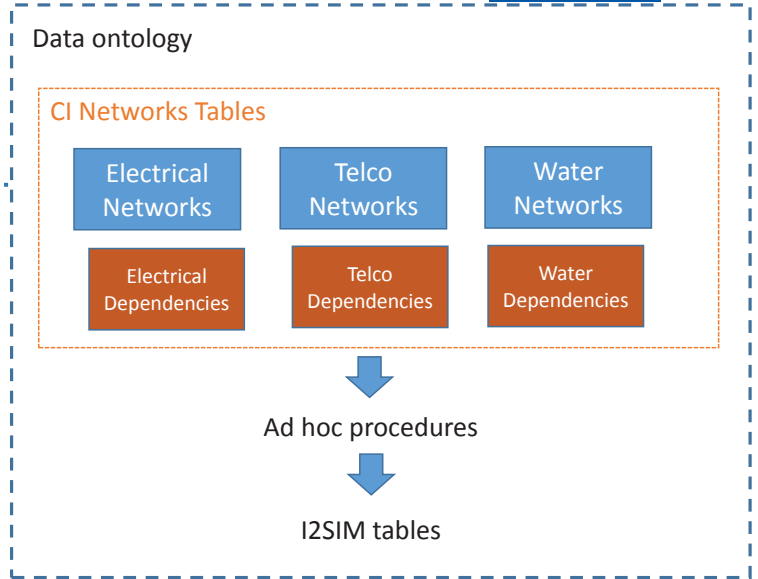 Data ontology
CI Networks Tables
Electrical
Networks
Telco
Networks
Water
Networks
Electrical
Dependencies
Telco
Dependencies
Water
Dependencies
Ad hoc procedures
I2SIM tables